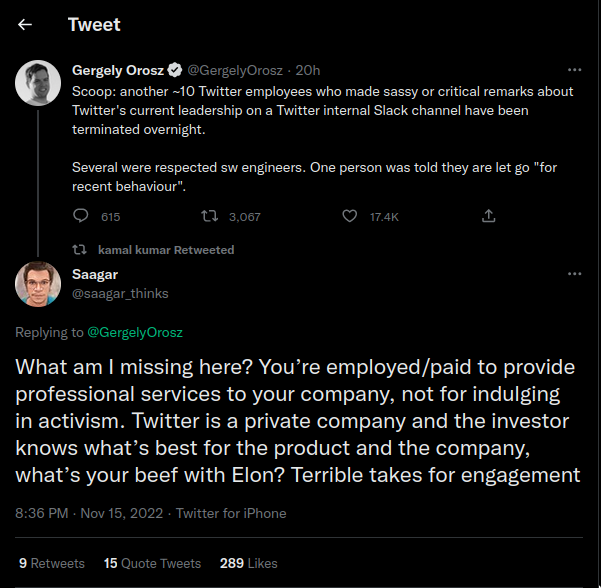 Tweet
Gergely Orosz @GergelyOrosz · 20h
Scoop: another ~10 Twitter employees who made sassy or critical remarks about
Twitter's current leadership on a Twitter internal Slack channel have been
terminated overnight.
Several were respected sw engineers. One person was told they are let go "for
recent behaviour".
615 3,067 17.4K
kamal kumar Retweeted
Saagar
@saagar_thinks
Replying to @GergelyOrosz
What am I missing here? You’re employed/paid to provide
professional services to your company, not for indulging
in activism. Twitter is a private company and the investor
knows what’s best for the product and the company,
what’s your beef with Elon? Terrible takes for engagement
8:36 PM · Nov 15, 2022 · Twitter for iPhone
9 Retweets 15 Quote Tweets 289 Likes